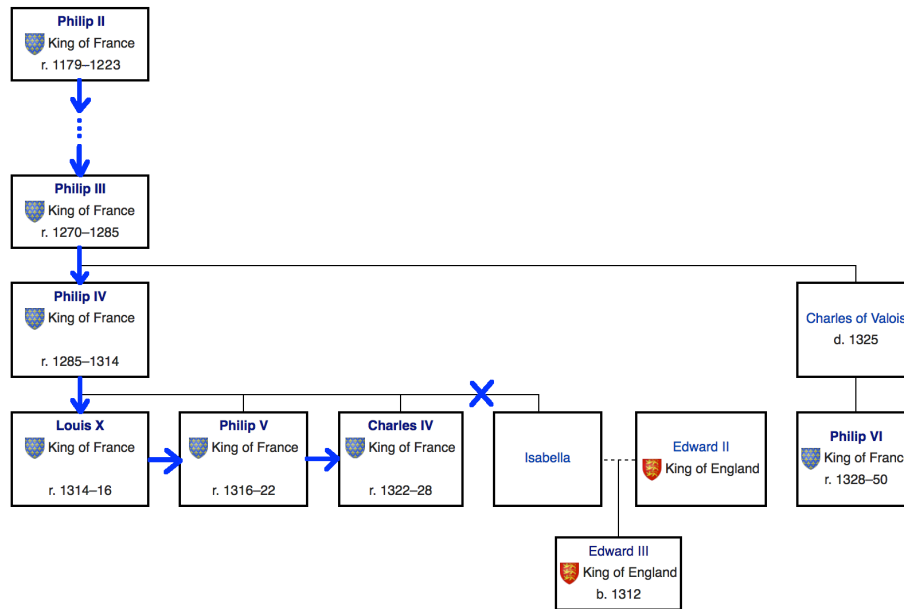 Philip II
King of France
r. 1179–1223
Philip III
King of France
r. 1270–1285
Philip IV
King of France
r. 1285–1314
Charles of Valois
d. 1325
Louis X
King of France
r. 1314–16
Philip V
King of France
r. 1316–22
Charles IV
King of France
r. 1322–28
Isabella
Edward II
King of England
Philip VI
King of France
r. 1328–50
Edward III
King of England
b. 1312